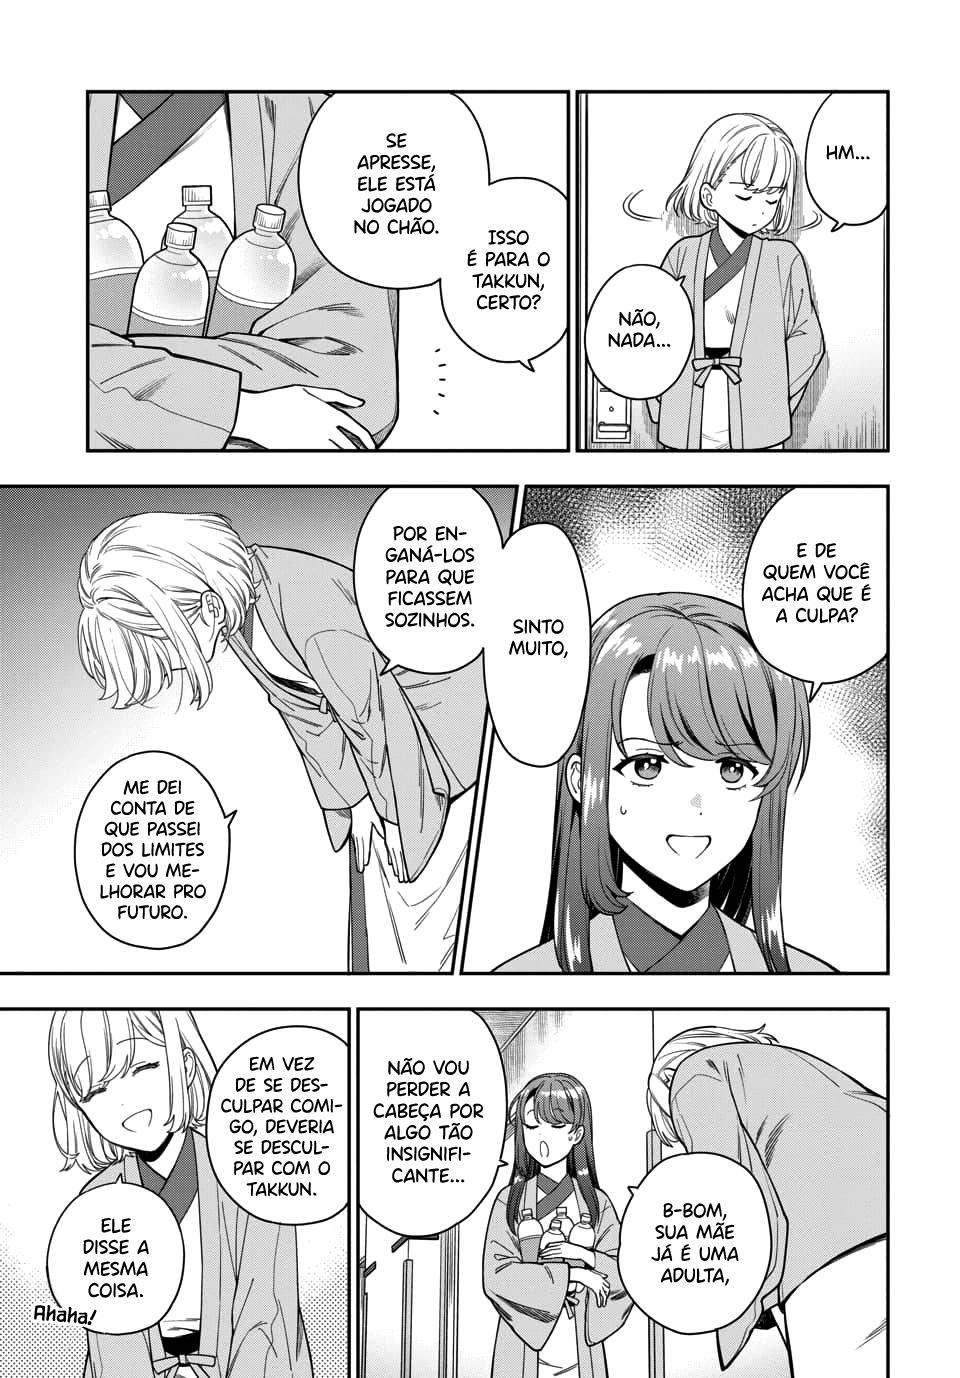 HM...
NÃO,
NADA...
SE
APRESSE,
ELE ESTÁ
JOGADO
NO CHÃO.
ISSO
É PARA O
TAKKUN,
CERTO?
E DE
QUEM VOCÊ
ACHA QUE É
A CULPA?
SINTO
MUITO,
POR EN-
GANÁ-LOS
PARA QUE
FICASSEM
SOZINHOS.
ME DEI
CONTA DE
QUE PASSEI
DOS LIMITES
E VOU ME-
LHORAR PRO
FUTURO.
B-BOM,
SUA MÃE
JÁ É UMA
ADULTA,
NÃO VOU
PERDER A
CABEÇA POR
ALGO TÃO
INSIGNIFI-
CANTE...
EM VEZ
DE SE DES-
CULPAR COMI-
GO, DEVERIA
SE DESCUL-
PAR COM O
TAKKUN.
ELE
DISSE A
MESMA
COISA.
Ahaha!